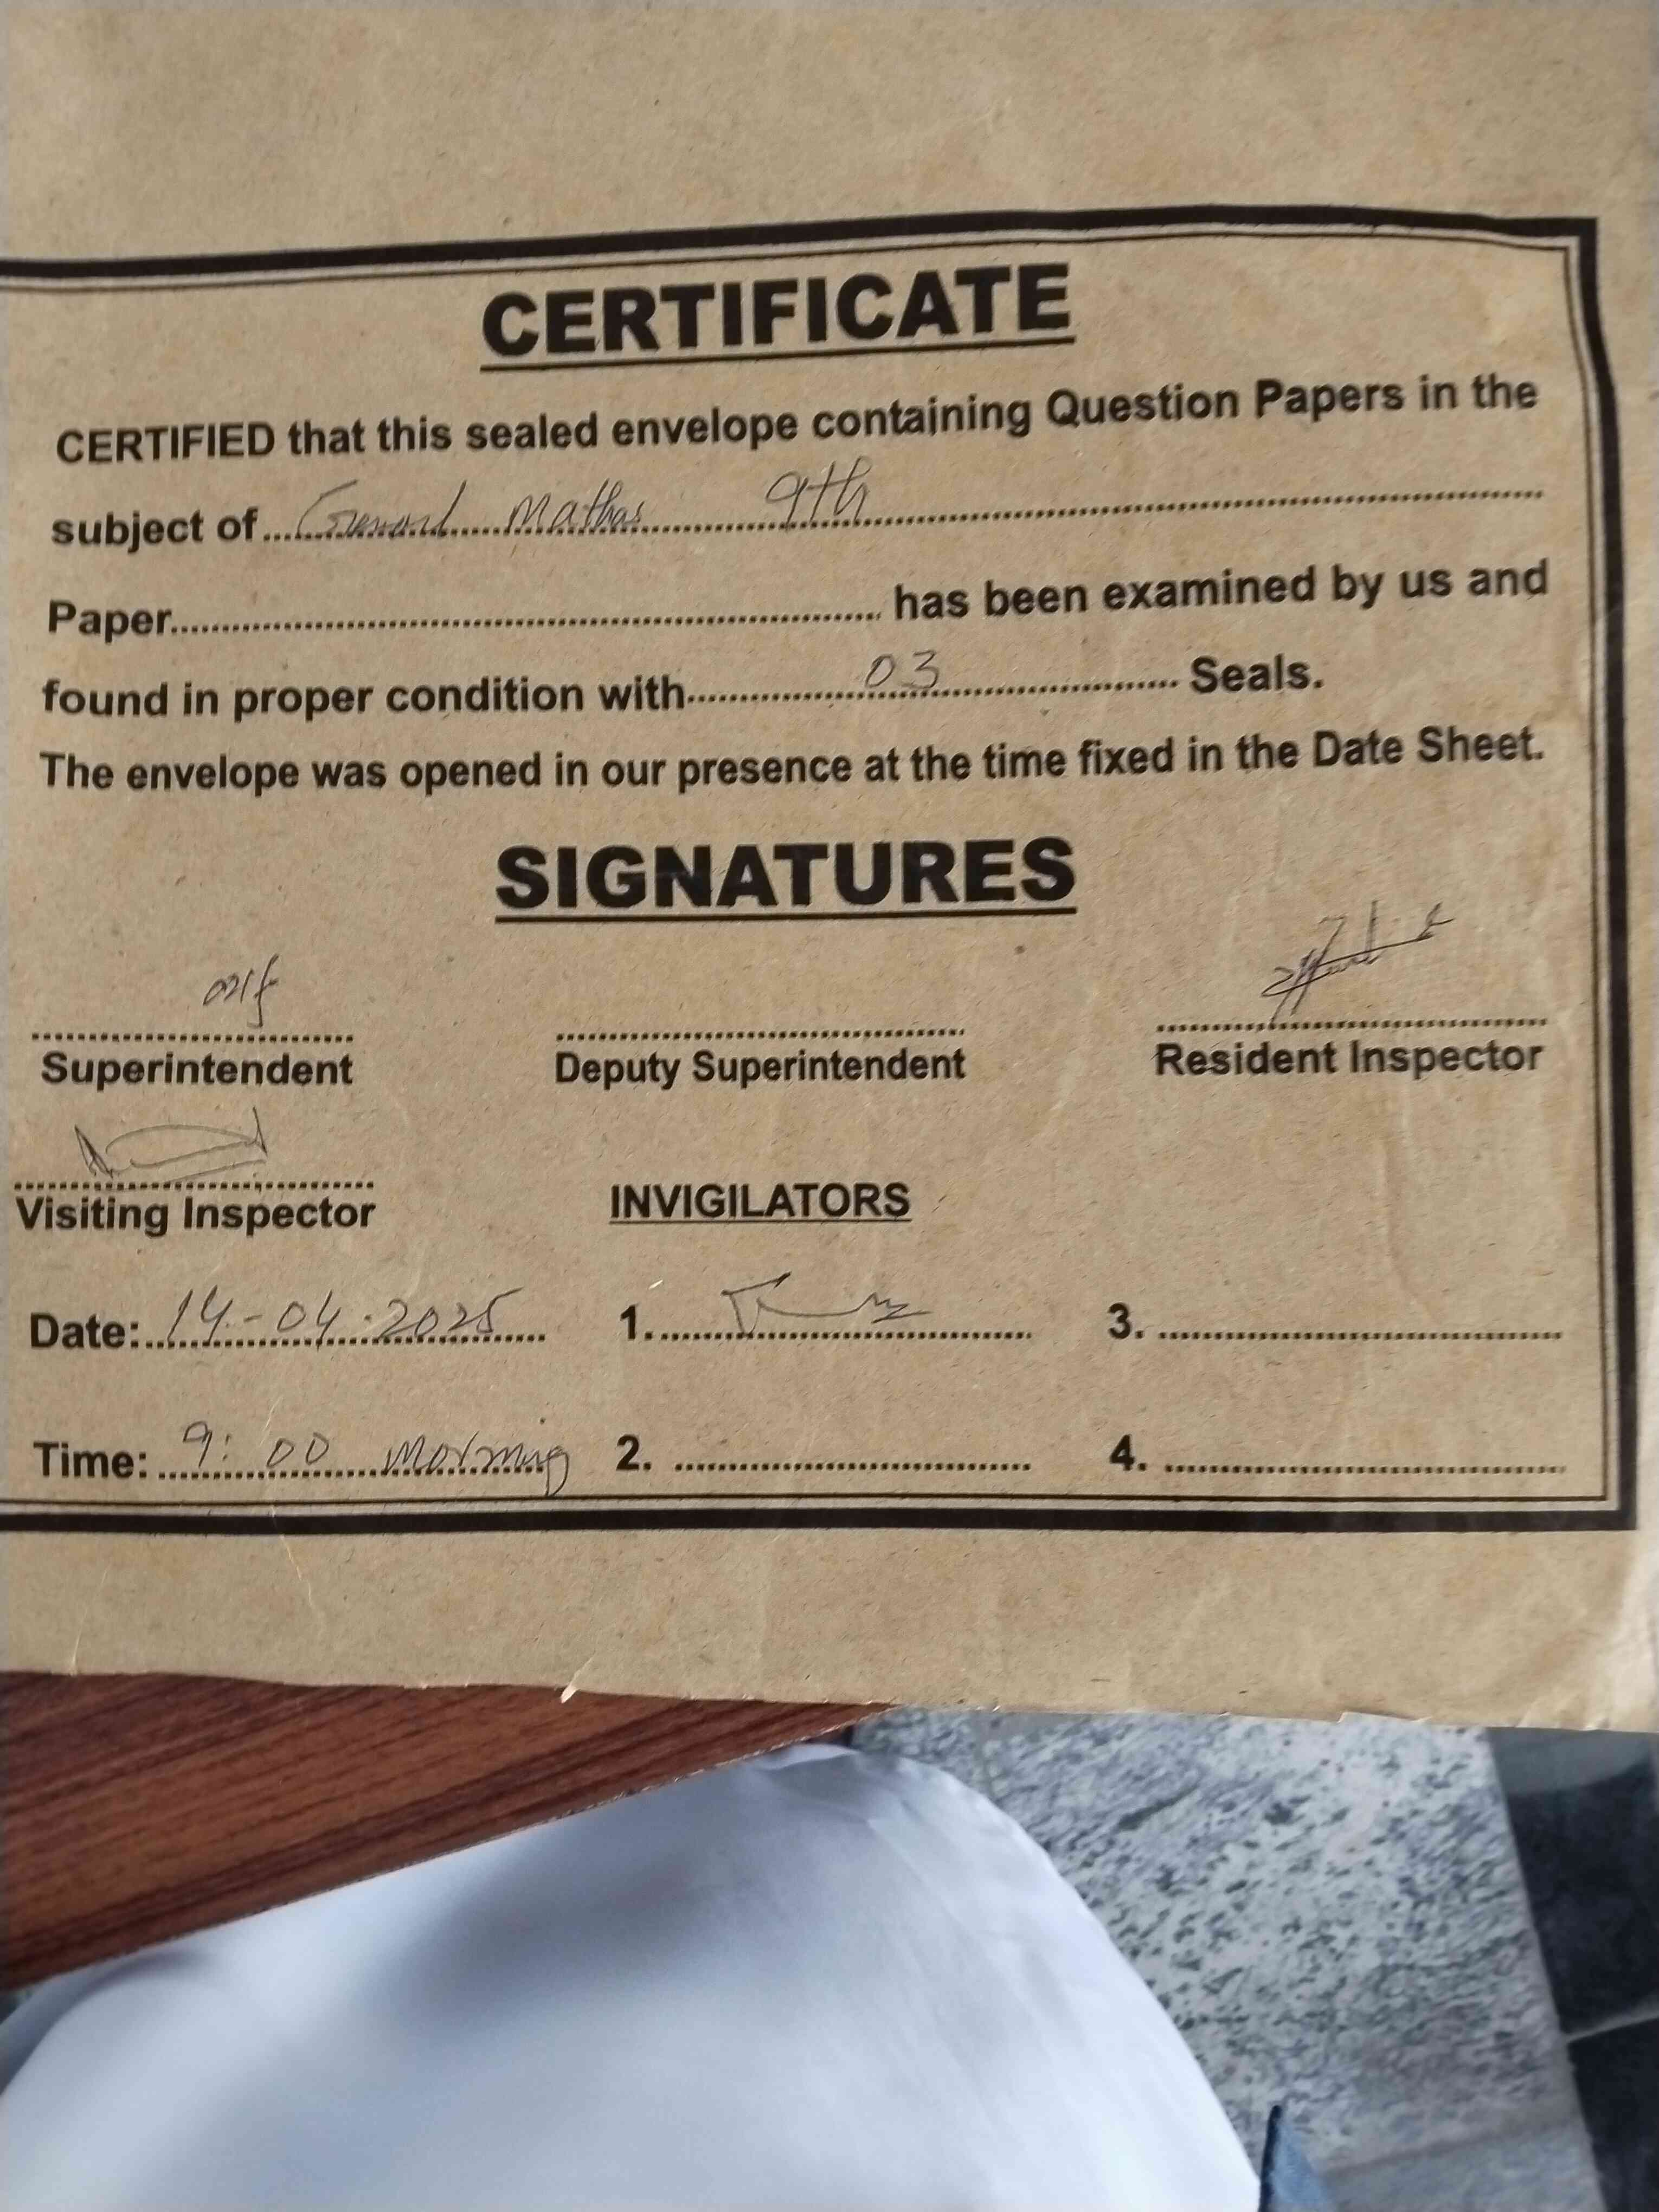 CERTIFICATE
CERTIFIED that this sealed envelope containing Question Papers in the
subject of General Maths 9th
Paper.......... has been examined by us and
found in proper condition with 03 Seals.
The envelope was opened in our presence at the time fixed in the Date Sheet.
SIGNATURES
Superintendent Deputy Superintendent Resident Inspector
Visiting Inspector INVIGILATORS
Date: 14-04-2025 1. 3.
Time: 9:00 Morning 2. 4.